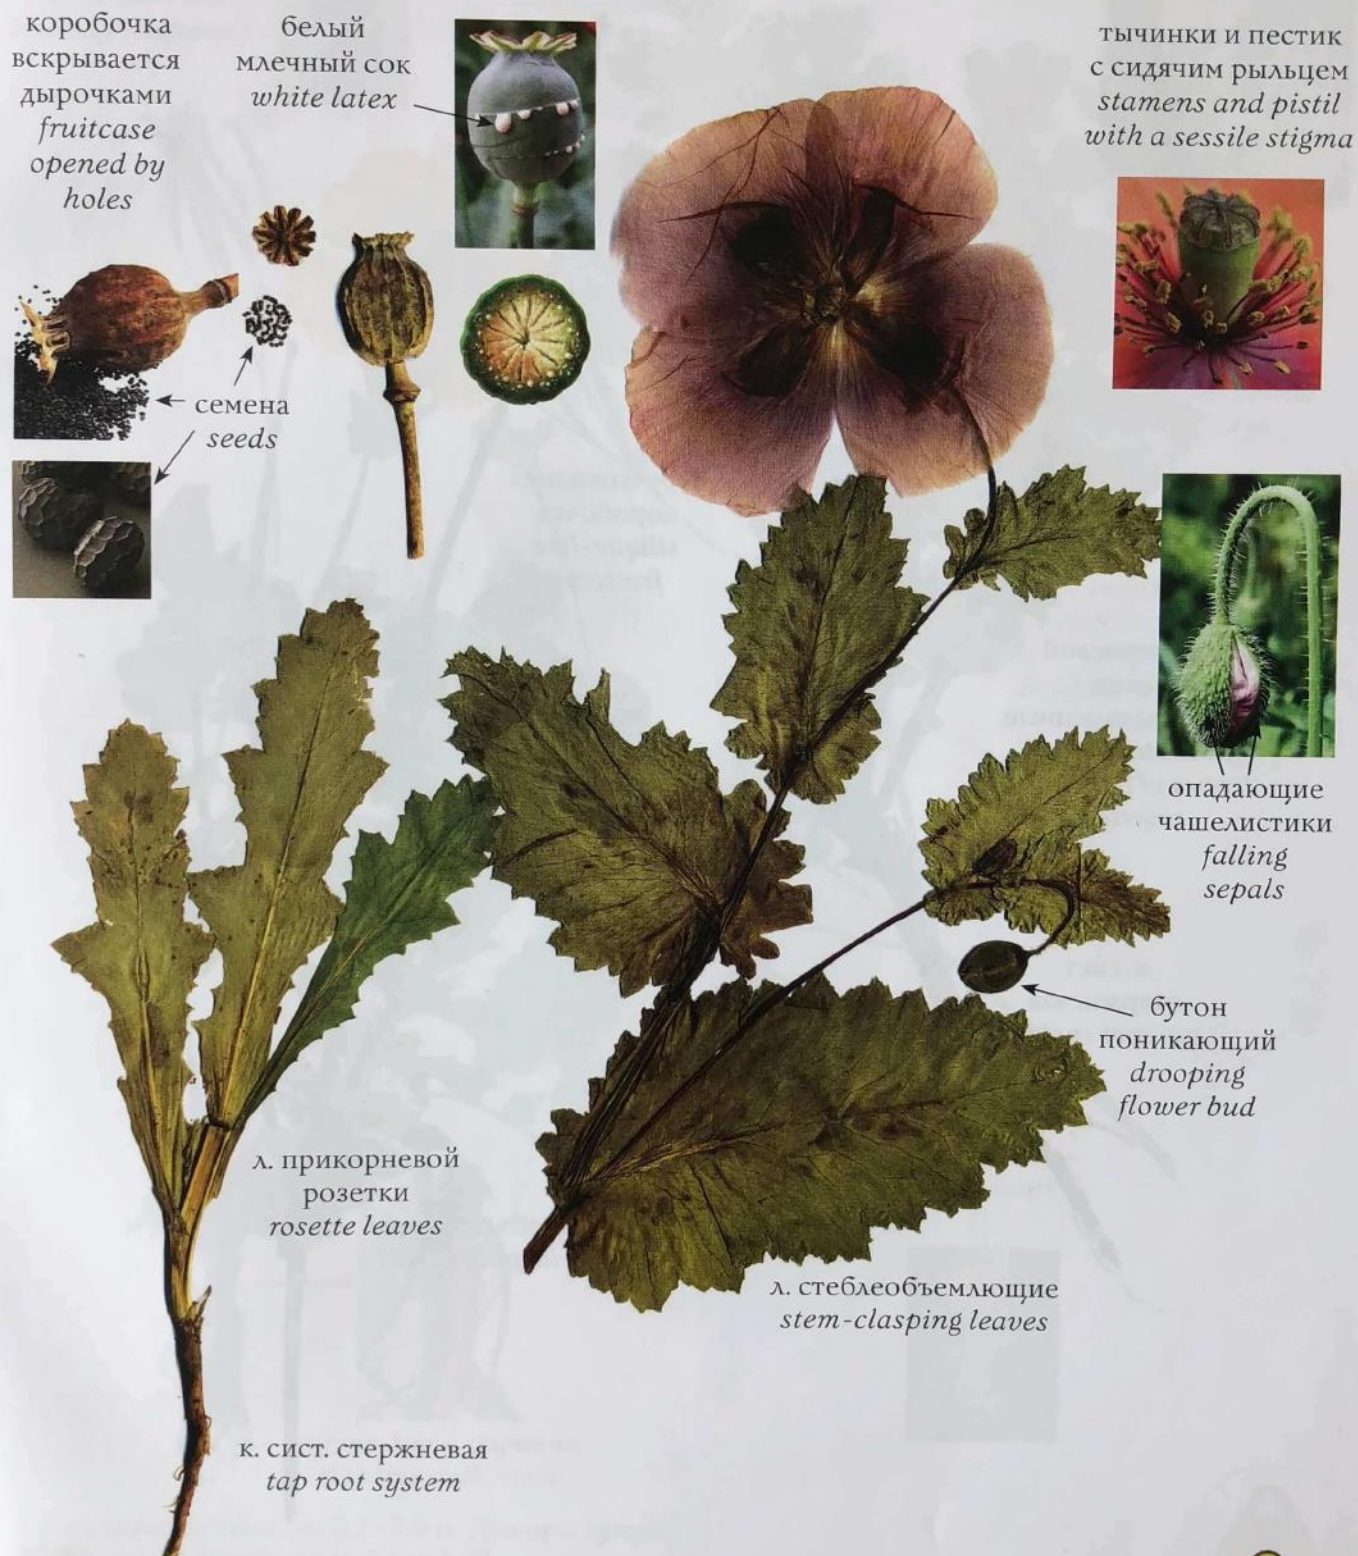 коробочка
вскрывается
дырочками
fruitcase
opened by
holes
белый
млечный сок
white latex
тычинки и пестик
с сидячим рыльцем
stamens and pistil
with a sessile stigma
семена
seeds
опадающие
чашелистики
falling
sepals
бутон
поникающий
drooping
flower bud
л. прикорневой
розетки
rosette leaves
л. стеблеобъемлющие
stem-clasping leaves
к. сист. стержневая
tap root system